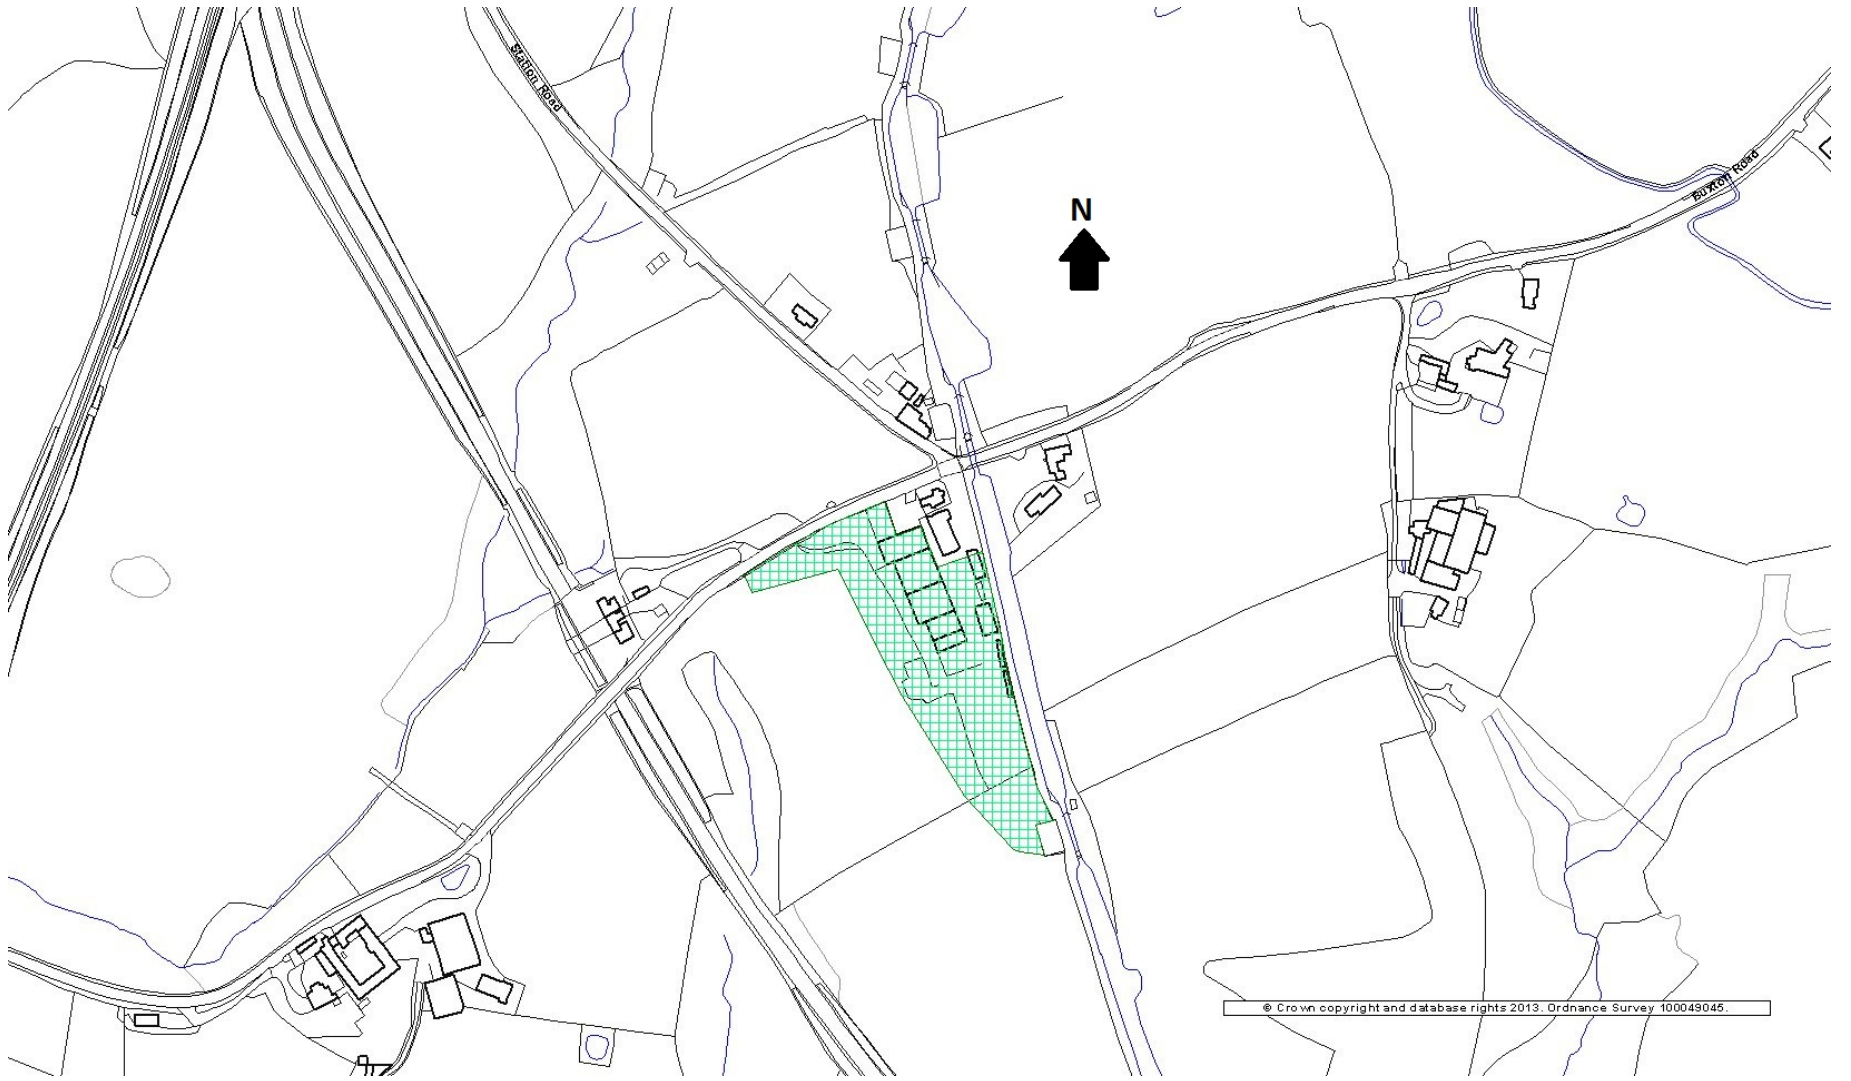 Station Road
Buxton Road
N
© Crown copyright and database rights 2013. Ordnance Survey 100049045.